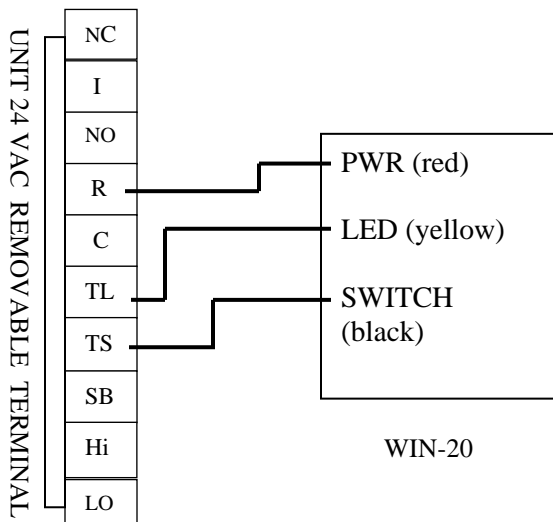 UNIT 24 VAC REMOVABLE TERMINAL
NC
I
NO
R
C
TL
TS
SB
Hi
LO
PWR (red)
LED (yellow)
SWITCH
(black)
WIN-20